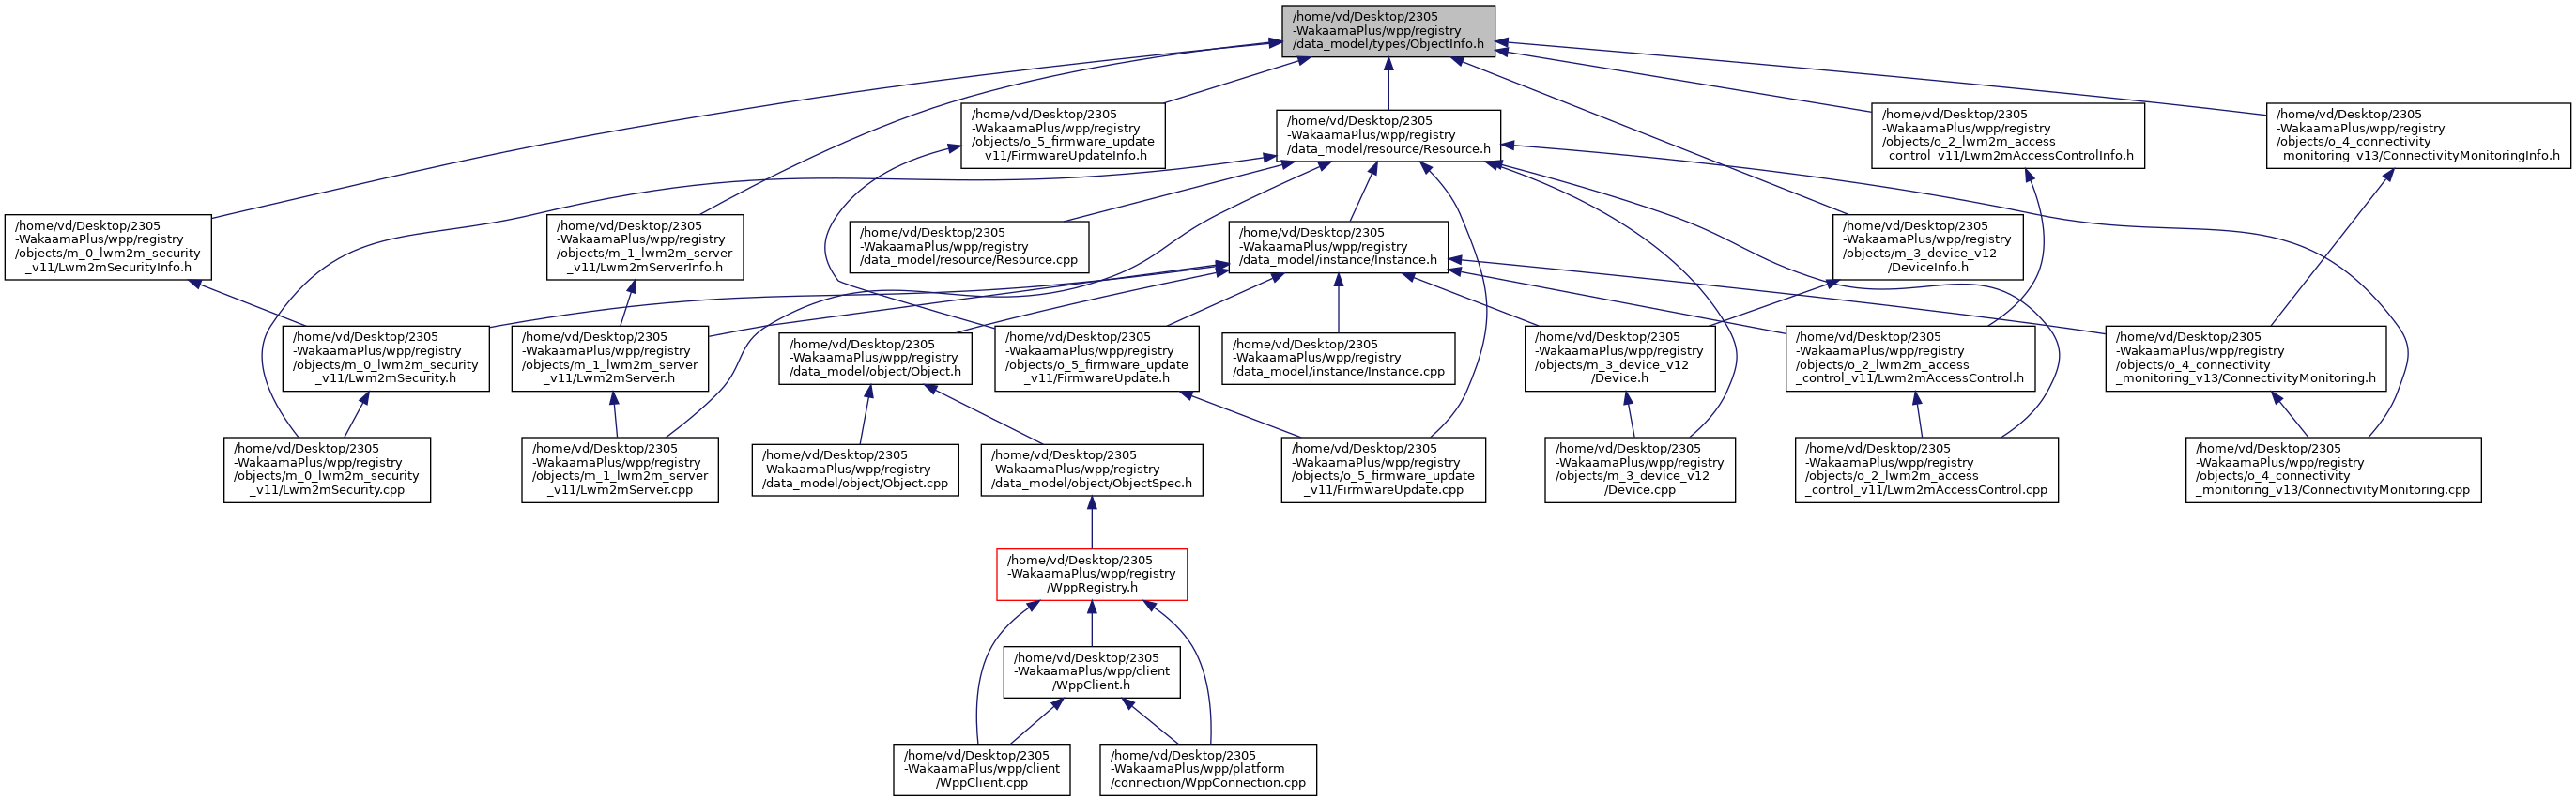 /home/vd/Desktop/2305
-WakaamaPlus/wpp/registry
/data_model/types/ObjectInfo.h
/home/vd/Desktop/2305
-WakaamaPlus/wpp/registry
/objects/o_5_firmware_update
_v11/FirmwareUpdateInfo.h
/home/vd/Desktop/2305
-WakaamaPlus/wpp/registry
/data_model/resource/Resource.h
/home/vd/Desktop/2305
-WakaamaPlus/wpp/registry
/objects/o_2_lwm2m_access
_control_v11/Lwm2mAccessControlInfo.h
/home/vd/Desktop/2305
-WakaamaPlus/wpp/registry
/objects/o_4_connectivity
_monitoring_v13/ConnectivityMonitoringInfo.h
/home/vd/Desktop/2305
-WakaamaPlus/wpp/registry
/objects/m_0_lwm2m_security
_v11/Lwm2mSecurityInfo.h
/home/vd/Desktop/2305
-WakaamaPlus/wpp/registry
/objects/m_1_lwm2m_server
_v11/Lwm2mServerInfo.h
/home/vd/Desktop/2305
-WakaamaPlus/wpp/registry
/data_model/resource/Resource.cpp
/home/vd/Desktop/2305
-WakaamaPlus/wpp/registry
/data_model/instance/Instance.h
/home/vd/Desktop/2305
-WakaamaPlus/wpp/registry
/objects/m_3_device_v12
/DeviceInfo.h
/home/vd/Desktop/2305
-WakaamaPlus/wpp/registry
/objects/m_0_lwm2m_security
_v11/Lwm2mSecurity.h
/home/vd/Desktop/2305
-WakaamaPlus/wpp/registry
/objects/m_1_lwm2m_server
_v11/Lwm2mServer.h
/home/vd/Desktop/2305
-WakaamaPlus/wpp/registry
/data_model/object/Object.h
/home/vd/Desktop/2305
-WakaamaPlus/wpp/registry
/objects/o_5_firmware_update
_v11/FirmwareUpdate.h
/home/vd/Desktop/2305
-WakaamaPlus/wpp/registry
/data_model/instance/Instance.cpp
/home/vd/Desktop/2305
-WakaamaPlus/wpp/registry
/objects/m_3_device_v12
/Device.h
/home/vd/Desktop/2305
-WakaamaPlus/wpp/registry
/objects/o_2_lwm2m_access
_control_v11/Lwm2mAccessControl.h
/home/vd/Desktop/2305
-WakaamaPlus/wpp/registry
/objects/o_4_connectivity
_monitoring_v13/ConnectivityMonitoring.h
/home/vd/Desktop/2305
-WakaamaPlus/wpp/registry
/objects/m_0_lwm2m_security
_v11/Lwm2mSecurity.cpp
/home/vd/Desktop/2305
-WakaamaPlus/wpp/registry
/objects/m_1_lwm2m_server
_v11/Lwm2mServer.cpp
/home/vd/Desktop/2305
-WakaamaPlus/wpp/registry
/data_model/object/Object.cpp
/home/vd/Desktop/2305
-WakaamaPlus/wpp/registry
/data_model/object/ObjectSpec.h
/home/vd/Desktop/2305
-WakaamaPlus/wpp/registry
/objects/o_5_firmware_update
_v11/FirmwareUpdate.cpp
/home/vd/Desktop/2305
-WakaamaPlus/wpp/registry
/objects/m_3_device_v12
/Device.cpp
/home/vd/Desktop/2305
-WakaamaPlus/wpp/registry
/objects/o_2_lwm2m_access
_control_v11/Lwm2mAccessControl.cpp
/home/vd/Desktop/2305
-WakaamaPlus/wpp/registry
/objects/o_4_connectivity
_monitoring_v13/ConnectivityMonitoring.cpp
/home/vd/Desktop/2305
-WakaamaPlus/wpp/registry
/WppRegistry.h
/home/vd/Desktop/2305
-WakaamaPlus/wpp/client
/WppClient.h
/home/vd/Desktop/2305
-WakaamaPlus/wpp/client
/WppClient.cpp
/home/vd/Desktop/2305
-WakaamaPlus/wpp/platform
/connection/WppConnection.cpp